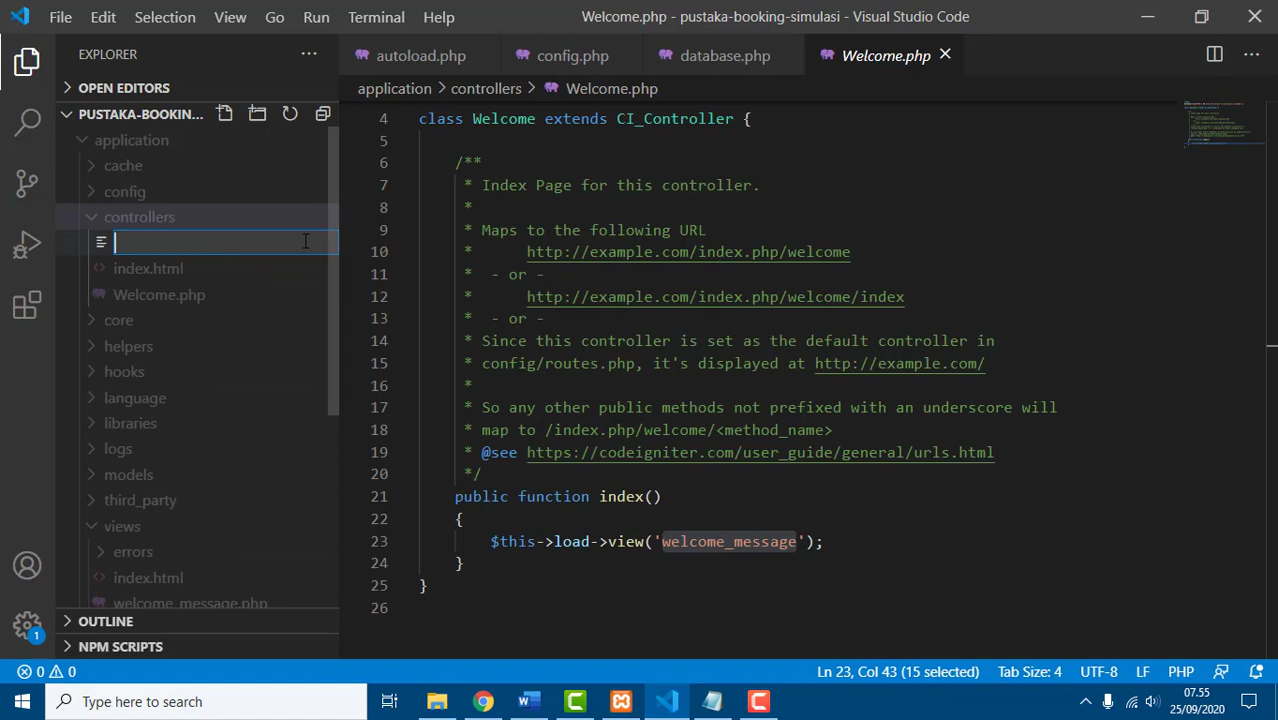 File Edit Selection View Go Run Terminal Help Welcome.php - pustaka-booking-simulasi - Visual Studio Code
EXPLORER
autoload.php config.php database.php Welcome.php
OPEN EDITORS
application > controllers > Welcome.php
PUSTAKA-BOOKIN...
application
cache
config
controllers
index.html
Welcome.php
core
helpers
hooks
language
libraries
logs
models
third_party
views
errors
index.html
welcome_message.php
OUTLINE
NPM SCRIPTS
4 class Welcome extends CI_Controller {
5
6 /**
7 * Index Page for this controller.
8 *
9 * Maps to the following URL
10 * http://example.com/index.php/welcome
11 * - or -
12 * http://example.com/index.php/welcome/index
13 * - or -
14 * Since this controller is set as the default controller in
15 * config/routes.php, it's displayed at http://example.com/
16 *
17 * So any other public methods not prefixed with an underscore will
18 * map to /index.php/welcome/<method_name>
19 * @see https://codeigniter.com/user_guide/general/urls.html
20 */
21 public function index()
22 {
23 $this->load->view('welcome_message');
24 }
25 }
26
1
0 0 Ln 23, Col 43 (15 selected) Tab Size: 4 UTF-8 LF PHP
Type here to search
07.55
25/09/2020